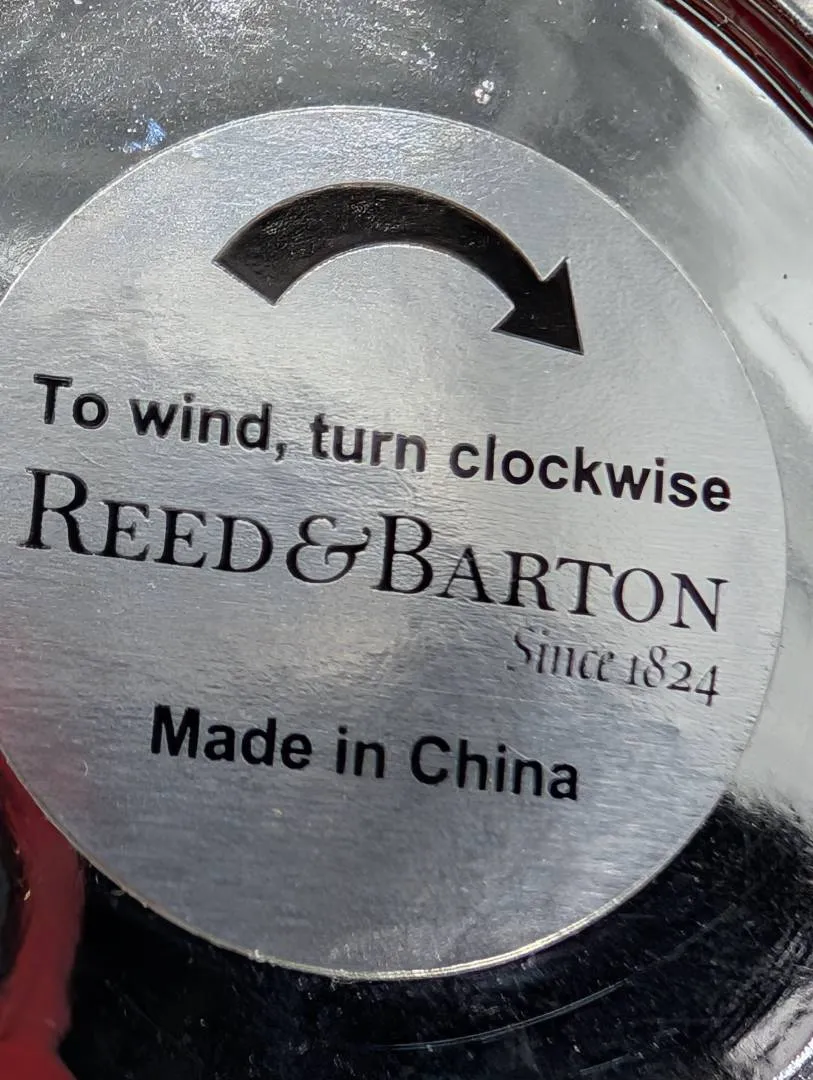 To wind, turn clockwise
REED & BARTON
Since 1824
Made in China